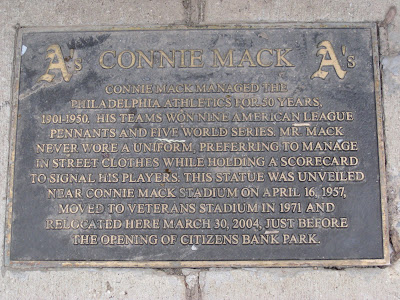 A's CONNIE MACK A's
CONNIE MACK MANAGED THE
PHILADELPHIA ATHLETICS FOR 50 YEARS,
1901-1950. HIS TEAMS WON NINE AMERICAN LEAGUE
PENNANTS AND FIVE WORLD SERIES. MR. MACK
NEVER WORE A UNIFORM, PREFERRING TO MANAGE
IN STREET CLOTHES WHILE HOLDING A SCORECARD
TO SIGNAL HIS PLAYERS. THIS STATUE WAS UNVEILED
NEAR CONNIE MACK STADIUM ON APRIL 16, 1957,
MOVED TO VETERANS STADIUM IN 1971 AND
RELOCATED HERE MARCH 30, 2004, JUST BEFORE
THE OPENING OF CITIZENS BANK PARK.